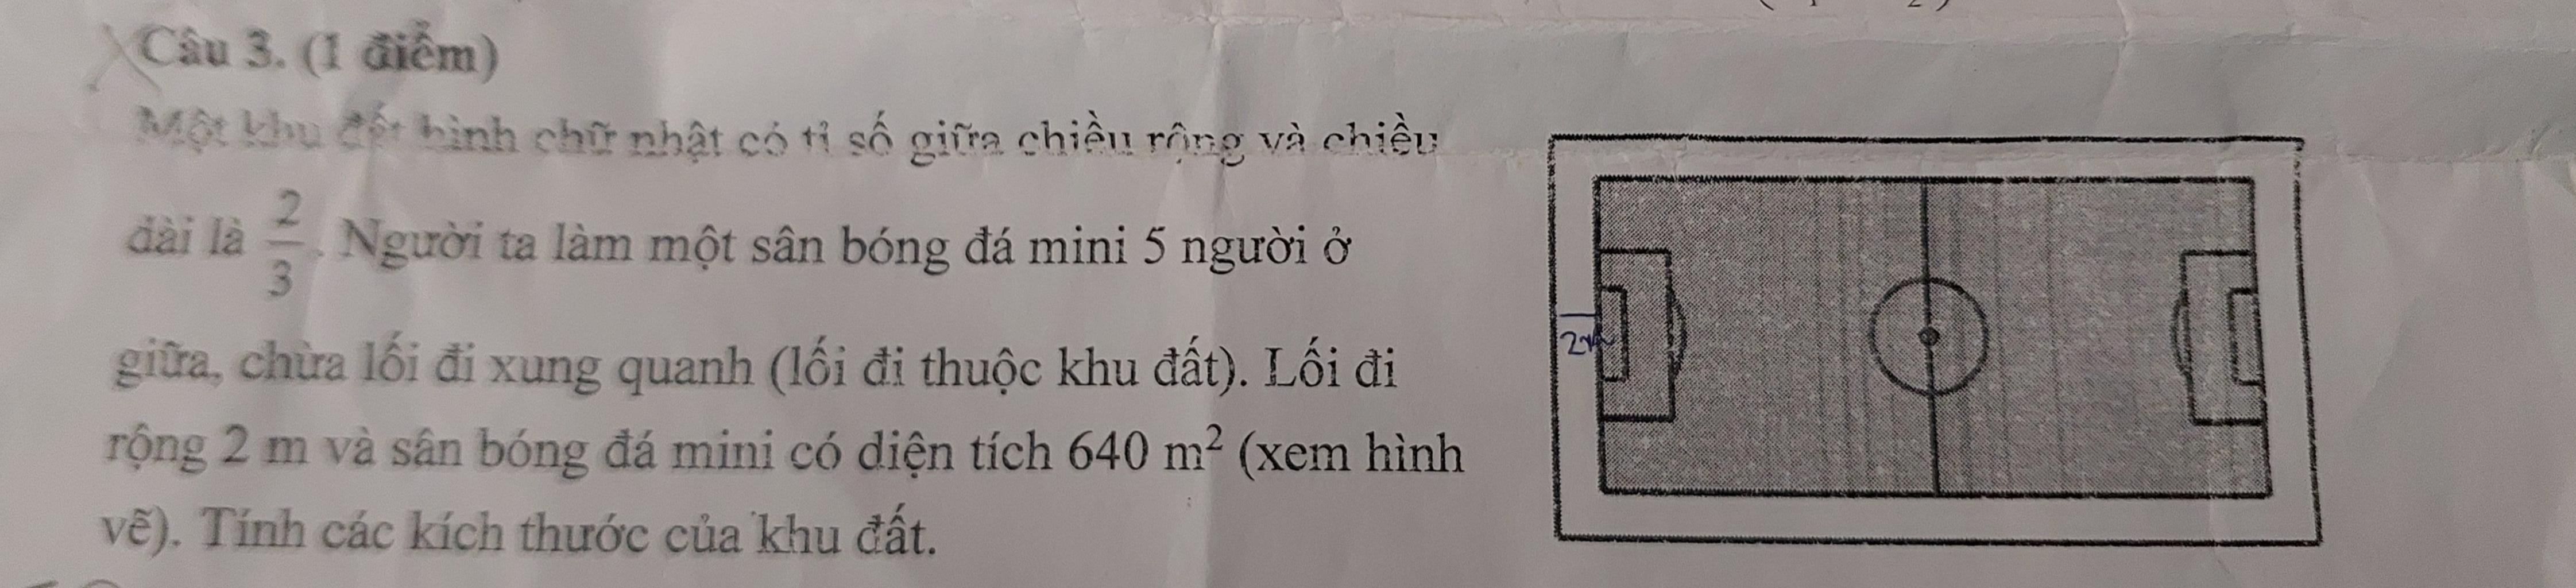 Câu 3. (1 điểm)
Một khu đất hình chữ nhật có tỉ số giữa chiều rộng và chiều
dài là 2/3. Người ta làm một sân bóng đá mini 5 người ở
giữa, chừa lối đi xung quanh (lối đi thuộc khu đất). Lối đi
rộng 2 m và sân bóng đá mini có diện tích 640 m² (xem hình
vẽ). Tính các kích thước của khu đất.
2m